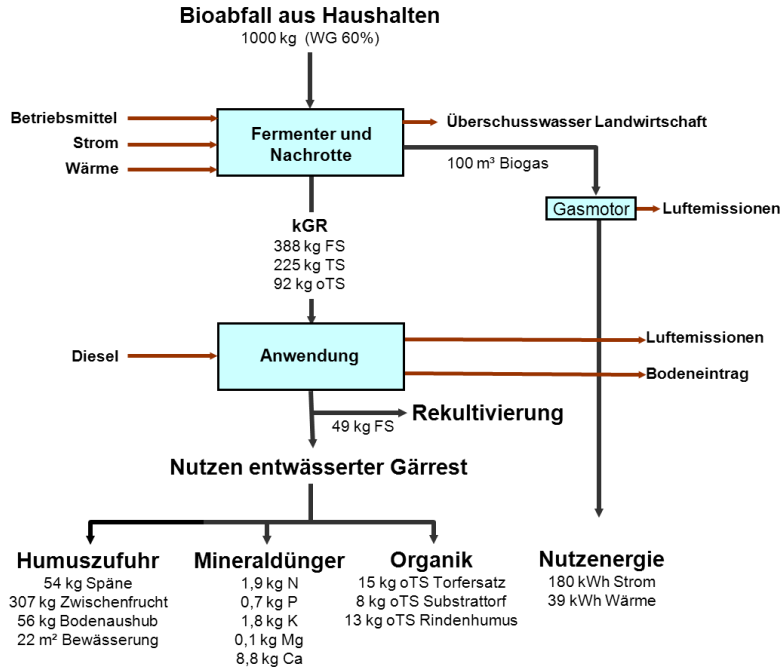 Bioabfall aus Haushalten
1000 kg (WG 60%)
Betriebsmittel
Strom
Wärme
Fermenter und
Nachrotte
Überschusswasser Landwirtschaft
100 m³ Biogas
Gasmotor
Luftemissionen
kGR
388 kg FS
225 kg TS
92 kg oTS
Diesel
Anwendung
Luftemissionen
Bodeneintrag
49 kg FS
Rekultivierung
Nutzen entwässerter Gärrest
Humuszufuhr
54 kg Späne
307 kg Zwischenfrucht
56 kg Bodenaushub
22 m² Bewässerung
Mineraldünger
1,9 kg N
0,7 kg P
1,8 kg K
0,1 kg Mg
8,8 kg Ca
Organik
15 kg oTS Torfersatz
8 kg oTS Substrattorf
13 kg oTS Rindenhumus
Nutzenergie
180 kWh Strom
39 kWh Wärme